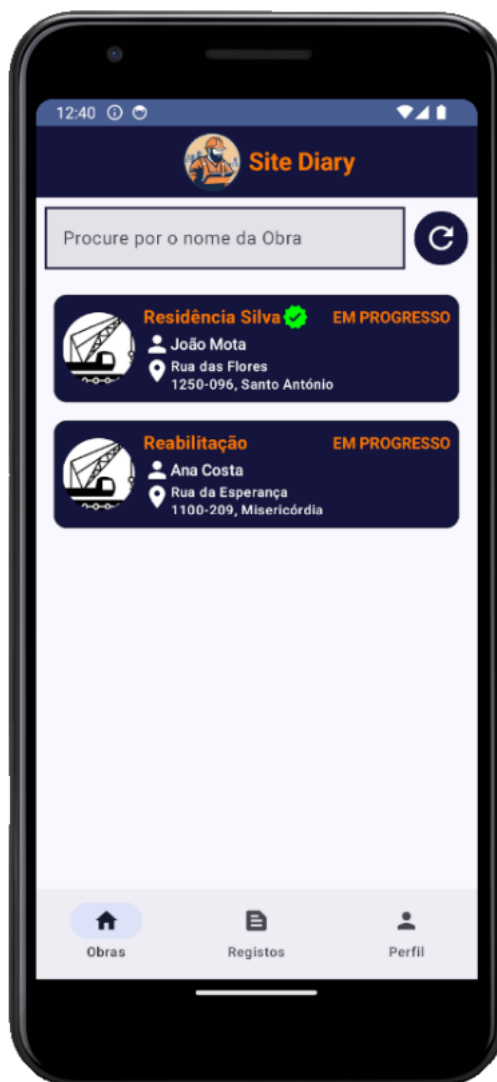 12:40
Site Diary
Procure por o nome da Obra
Residência Silva EM PROGRESSO
João Mota
Rua das Flores
1250-096, Santo António
Reabilitação EM PROGRESSO
Ana Costa
Rua da Esperança
1100-209, Misericórdia
Obras Registos Perfil